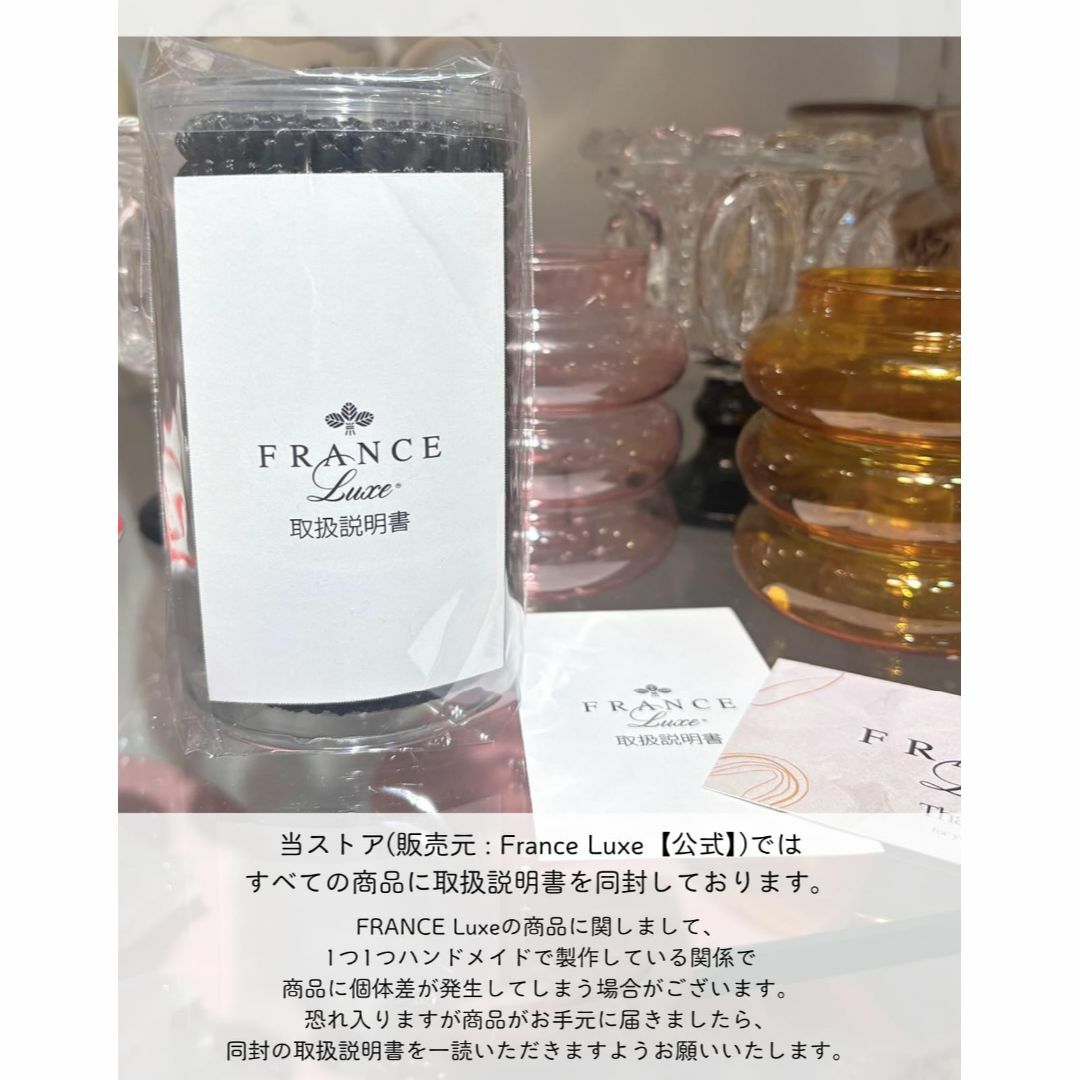 FRANCE
Luxe®
取扱説明書
FRANCE
Luxe®
取扱説明書
当ストア(販売元 : France Luxe【公式】)では
すべての商品に取扱説明書を同封しております。
FRANCE Luxeの商品に関しまして、
1つ1つハンドメイドで製作している関係で
商品に個体差が発生してしまう場合がございます。
恐れ入りますが商品がお手元に届きましたら、
同封の取扱説明書を一読いただきますようお願いいたします。